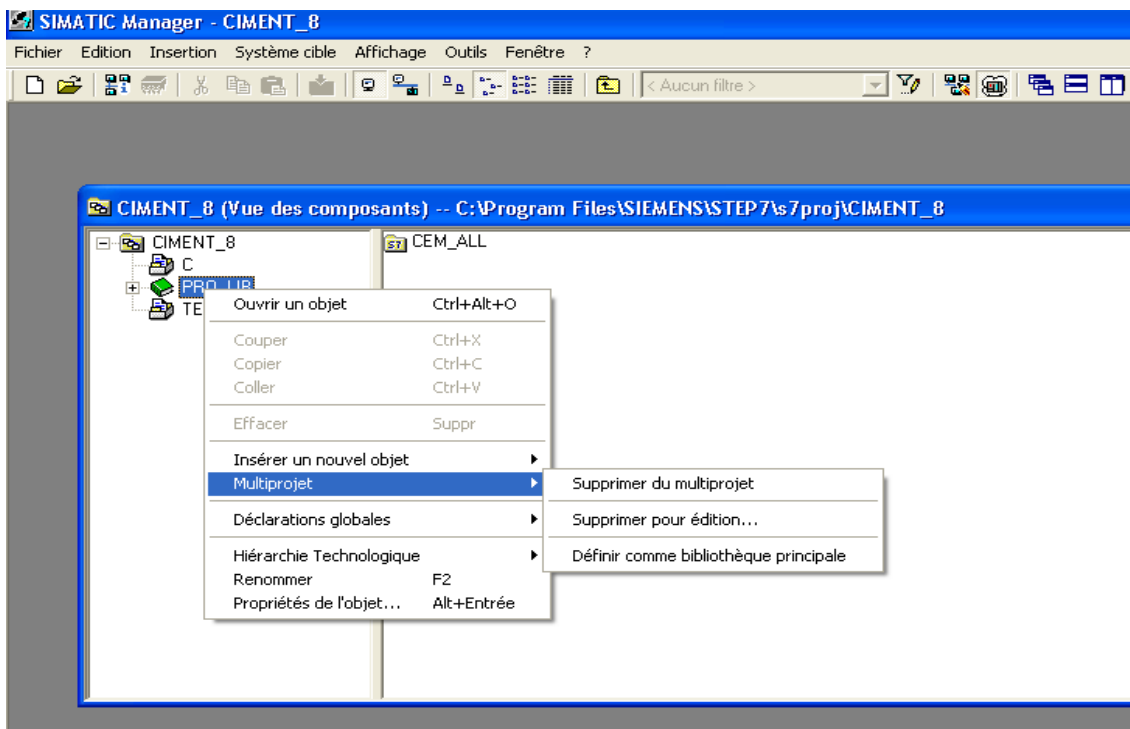 SIMATIC Manager - CIMENT_8
Fichier Edition Insertion Système cible Affichage Outils Fenêtre ?
< Aucun filtre >
CIMENT_8 (Vue des composants) -- C:\Program Files\SIEMENS\STEP7\s7proj\CIMENT_8
CIMENT_8
CEM_ALL
C
PRO_LIB
TE
Ouvrir un objet Ctrl+Alt+O
Couper Ctrl+X
Copier Ctrl+C
Coller Ctrl+V
Effacer Suppr
Insérer un nouvel objet
Multiprojet
Supprimer du multiprojet
Déclarations globales
Supprimer pour édition...
Hiérarchie Technologique
Définir comme bibliothèque principale
Renommer F2
Propriétés de l'objet... Alt+Entrée